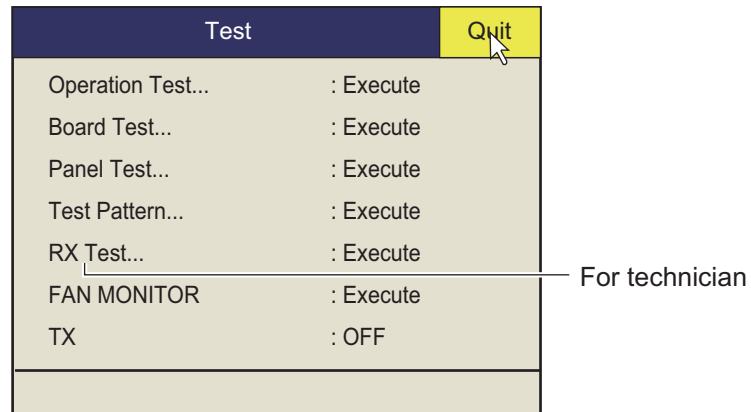 Test Quit
Operation Test... : Execute
Board Test... : Execute
Panel Test... : Execute
Test Pattern... : Execute
RX Test... : Execute
For technician
FAN MONITOR : Execute
TX : OFF